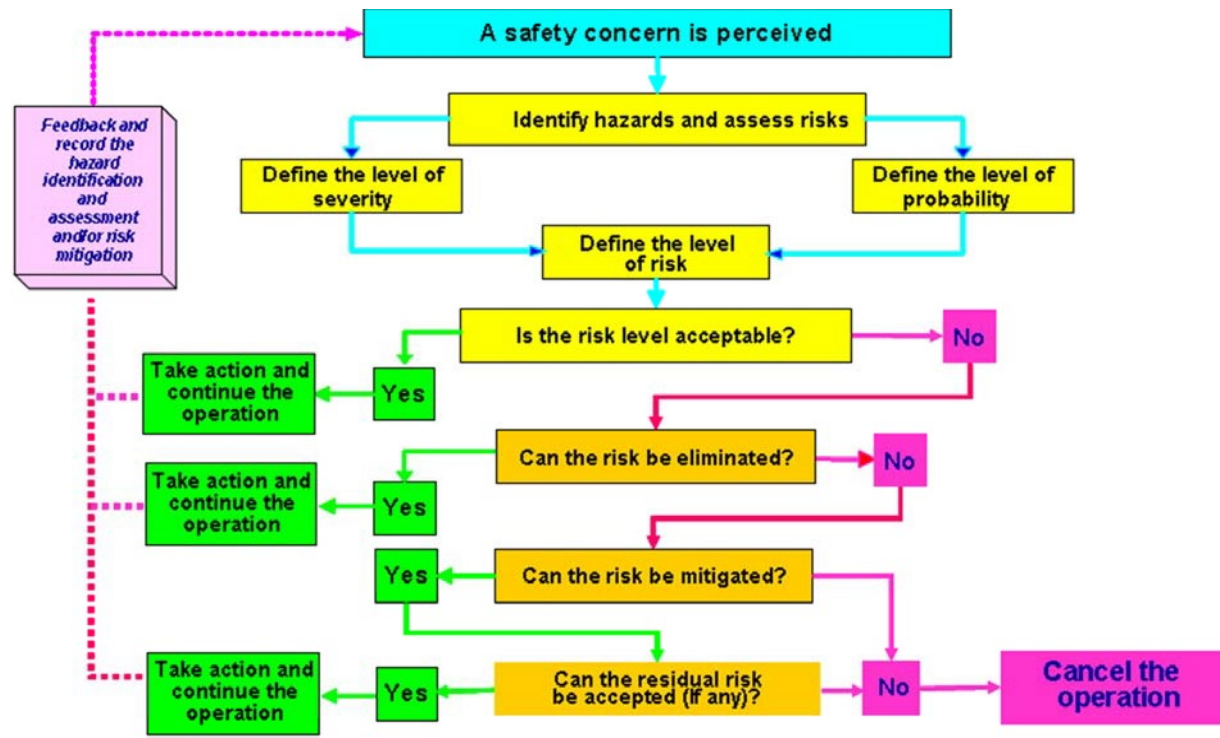 A safety concern is perceived
Feedback and
record the
hazard
identification
and
assessment
and/or risk
mitigation
Identify hazards and assess risks
Define the level of
severity
Define the level of
probability
Define the level
of risk
Is the risk level acceptable?
No
Yes
Take action and
continue the
operation
Can the risk be eliminated?
No
Yes
Take action and
continue the
operation
Can the risk be mitigated?
Yes
Can the residual risk
be accepted (If any)?
Yes
Take action and
continue the
operation
No
Cancel the
operation